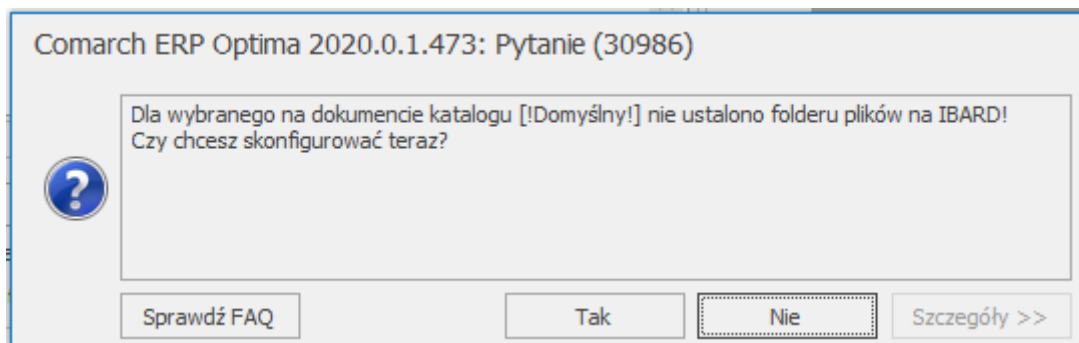 Comarch ERP Optima 2020.0.1.473: Pytanie (30986)
Dla wybranego na dokumencie katalogu [!Domyślny!] nie ustalono folderu plików na IBARD!
Czy chcesz skonfigurować teraz?
Sprawdź FAQ
Tak
Nie
Szczegóły >>